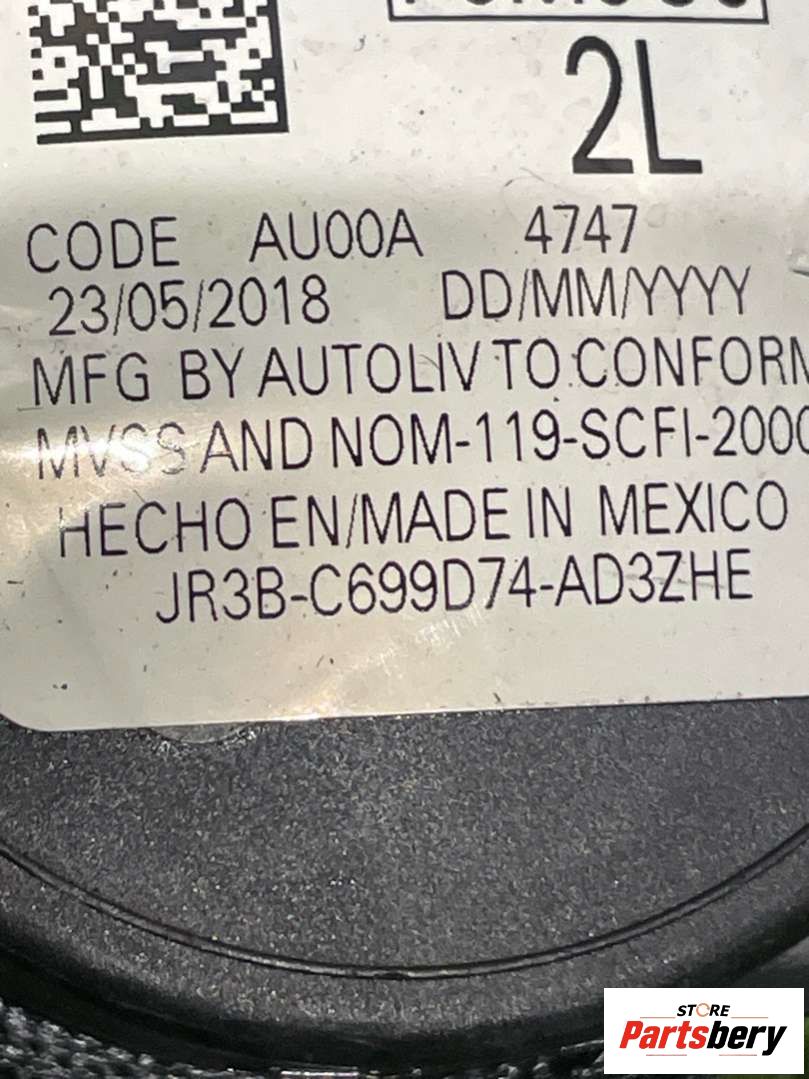 2L
CODE AU00A 4747
23/05/2018 DD/MM/YYYY
MFG BY AUTOLIV TO CONFORM
MVSS AND NOM-119-SCFI-2000
HECHO EN/MADE IN MEXICO
JR3B-C699D74-AD3ZHE
STORE
Partsbery